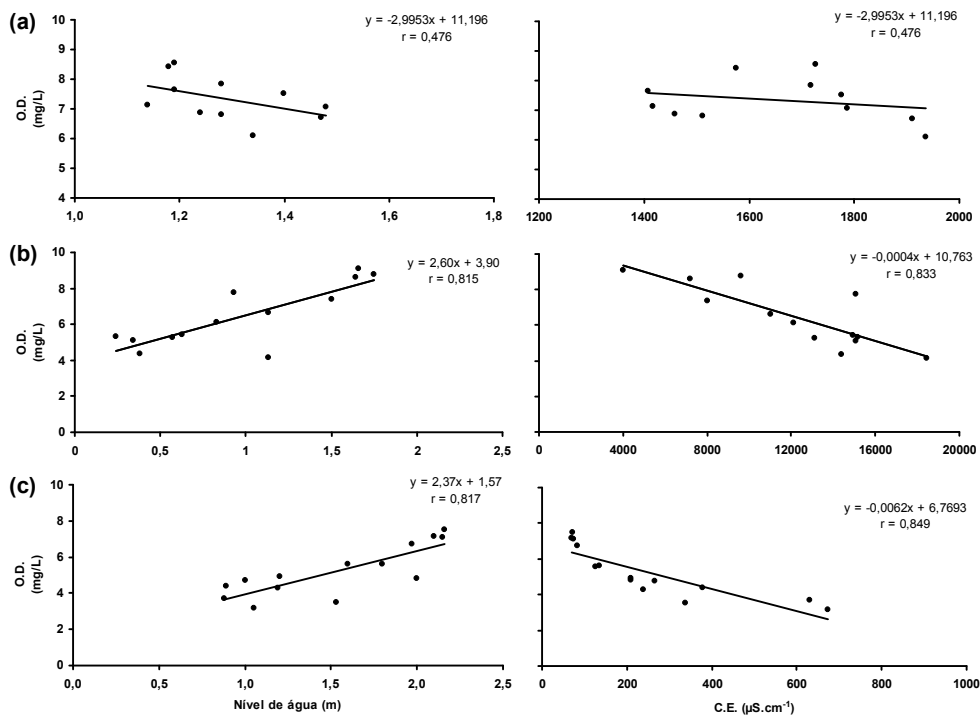 (a)
y = -2,9953x + 11,196
r = 0,476
O.D.
(mg/L)
10
9
8
7
6
5
4
1,0 1,2 1,4 1,6 1,8
y = -2,9953x + 11,196
r = 0,476
1200 1400 1600 1800 2000
(b)
y = 2,60x + 3,90
r = 0,815
O.D.
(mg/L)
10
8
6
4
2
0
0 0,5 1 1,5 2 2,5
y = -0,0004x + 10,763
r = 0,833
0 4000 8000 12000 16000 20000
(c)
y = 2,37x + 1,57
r = 0,817
O.D.
(mg/L)
10
8
6
4
2
0
0,0 0,5 1,0 1,5 2,0 2,5
Nível de água (m)
y = -0,0062x + 6,7693
r = 0,849
0 200 400 600 800 1000
C.E. (µS.cm⁻¹)